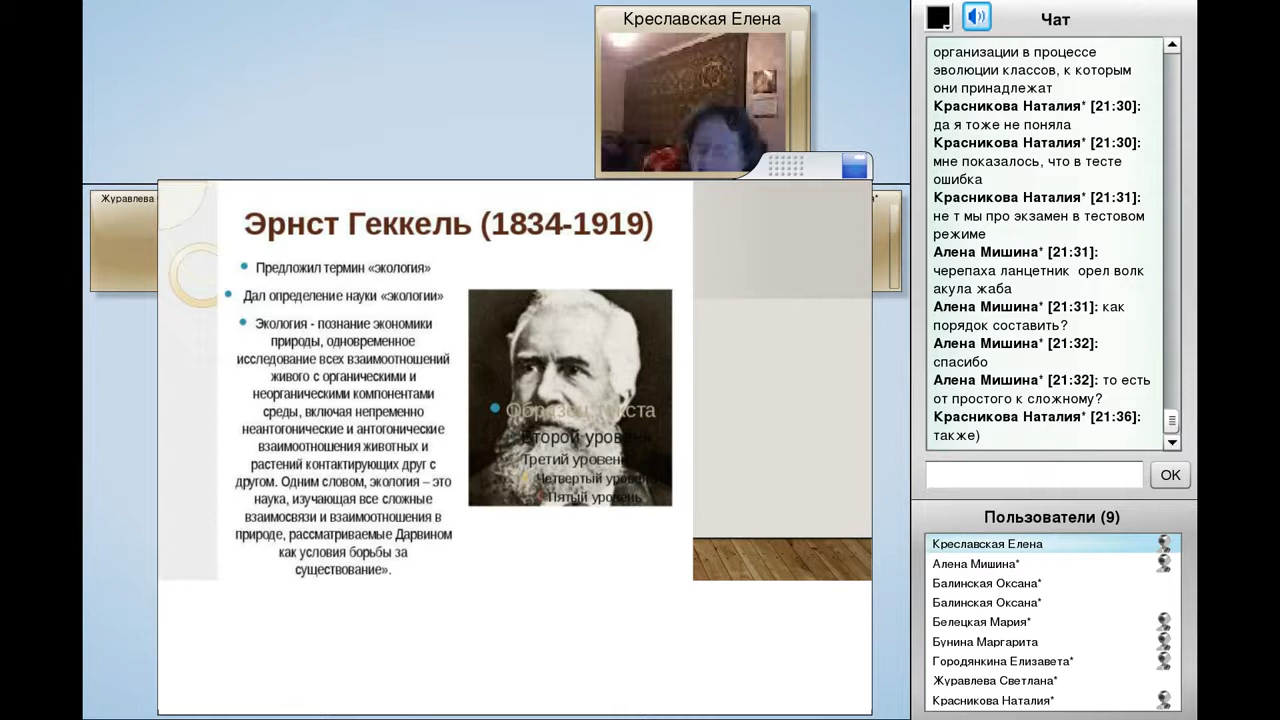 Креславская Елена
Журавлева
Эрнст Геккель (1834-1919)
Предложил термин «экология»
Дал определение науки «экологии»
Экология - познание экономики
природы, одновременное
исследование всех взаимоотношений
живого с органическими и
неорганическими компонентами
среды, включая непременно
неантогонические и антогонические
взаимоотношения животных и
растений контактирующих друг с
другом. Одним словом, экология – это
наука, изучающая все сложные
взаимосвязи и взаимоотношения в
природе, рассматриваемые Дарвином
как условия борьбы за
существование».
Образец текста
Второй уровень
Третий уровень
Четвертый уровень
Пятый уровень
Чат
организации в процессе
эволюции классов, к которым
они принадлежат
Красникова Наталия* [21:30]:
да я тоже не поняла
Красникова Наталия* [21:30]:
мне показалось, что в тесте
ошибка
Красникова Наталия* [21:31]:
не т мы про экзамен в тестовом
режиме
Алена Мишина* [21:31]:
черепаха ланцетник орел волк
акула жаба
Алена Мишина* [21:31]: как
порядок составить?
Алена Мишина* [21:32]:
спасибо
Алена Мишина* [21:32]: то есть
от простого к сложному?
Красникова Наталия* [21:36]:
также)
OK
Пользователи (9)
Креславская Елена
Алена Мишина*
Балинская Оксана*
Балинская Оксана*
Белецкая Мария*
Бунина Маргарита
Городянкина Елизавета*
Журавлева Светлана*
Красникова Наталия*